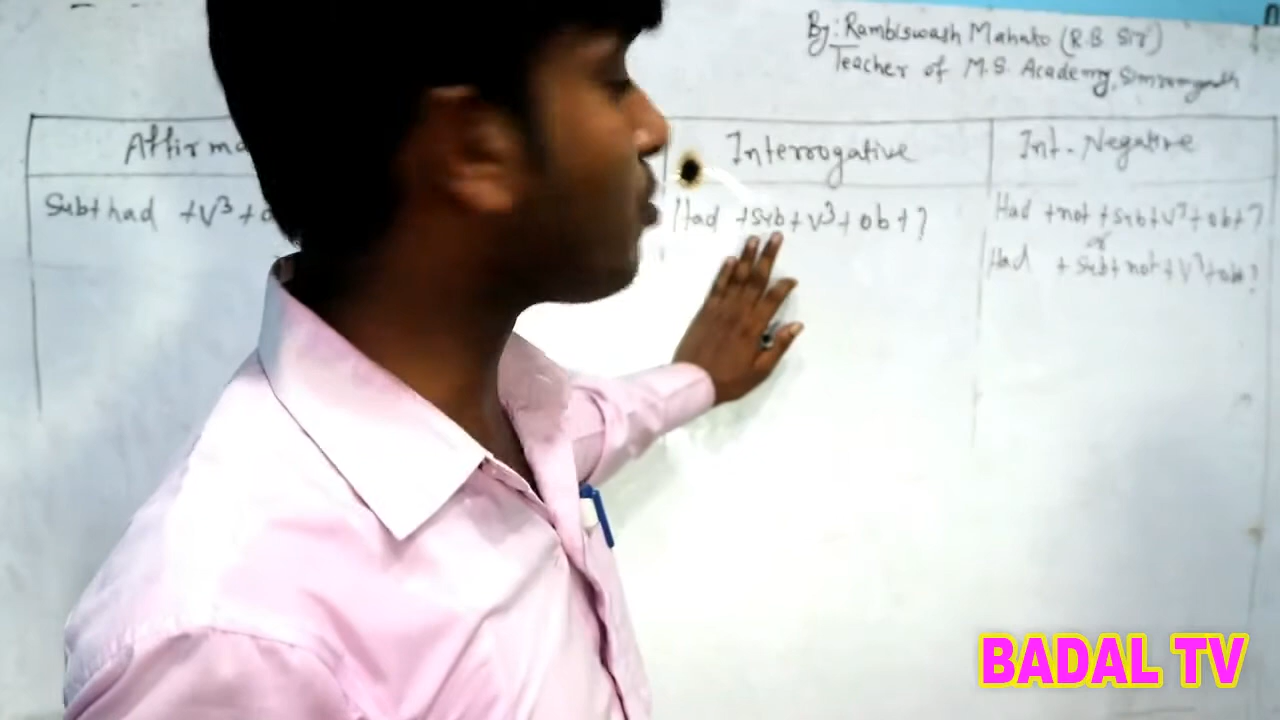 By: Rambiswash Mahako (R.B Sir)
Teacher of M.S. Academy,
Affirma
Interrogative
Int-Negative
Sub+had +V³+o
Had +Sub+V³+ob+?
Had +not +sub+V³+ob+?
or
Had +Sub+not+V³+ob?
BADAL TV